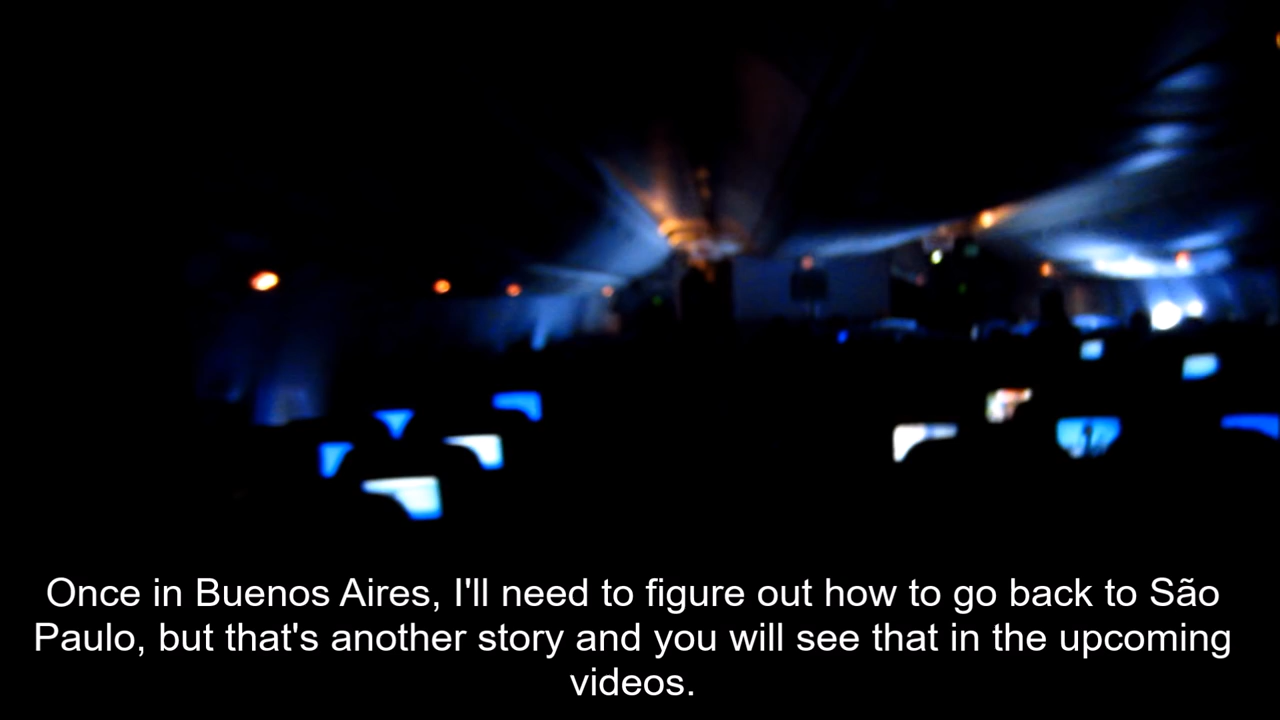 Once in Buenos Aires, I'll need to figure out how to go back to São
Paulo, but that's another story and you will see that in the upcoming
videos.